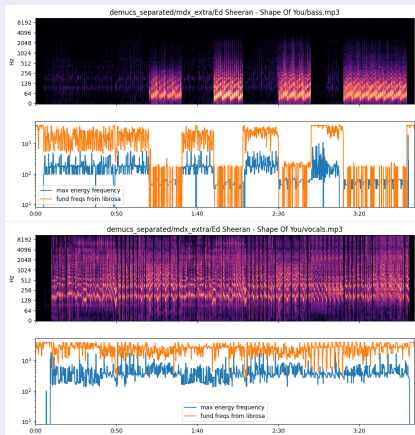 demucs_separated/mdx_extra/Ed Sheeran - Shape Of You/bass.mp3
8192
4096
2048
1024
512
256
128
64
0
Hz
10³
10²
10¹
max energy frequency
fund freqs from librosa
0:00 0:50 1:40 2:30 3:20
demucs_separated/mdx_extra/Ed Sheeran - Shape Of You/vocals.mp3
8192
4096
2048
1024
512
256
128
64
0
Hz
10³
10²
10¹
max energy frequency
fund freqs from librosa
0:00 0:50 1:40 2:30 3:20